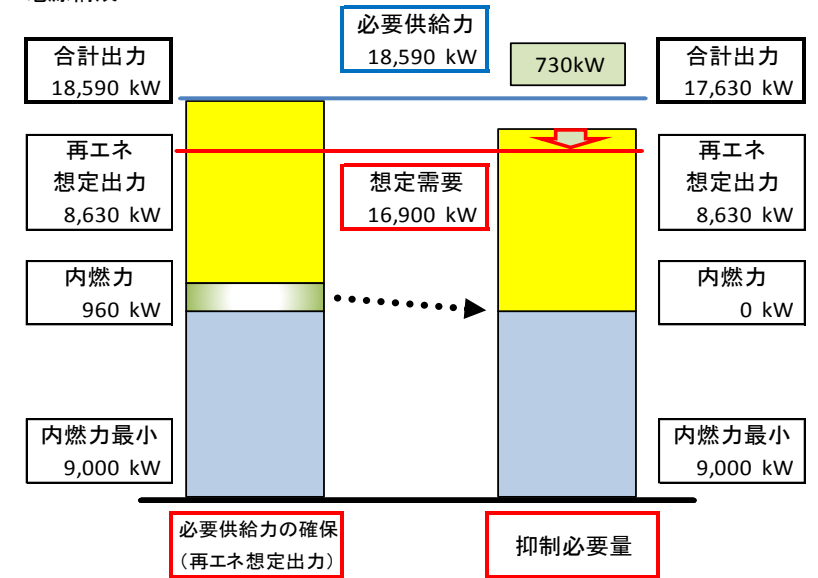 必要供給力
18,590 kW
730kW
合計出力
18,590 kW
合計出力
17,630 kW
再エネ
想定出力
8,630 kW
想定需要
16,900 kW
再エネ
想定出力
8,630 kW
内燃力
960 kW
内燃力
0 kW
内燃力最小
9,000 kW
内燃力最小
9,000 kW
必要供給力の確保
（再エネ想定出力）
抑制必要量